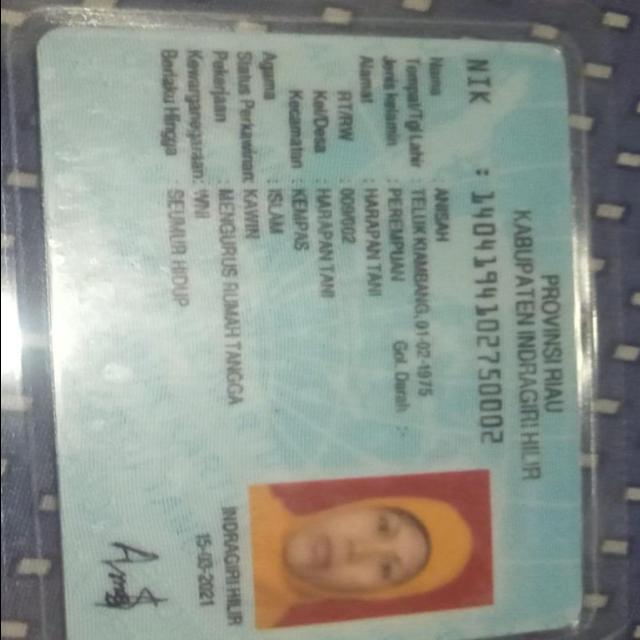 PROVINSI RIAU
KABUPATEN INDRAGIRI HILIR
NIK : 1404194102750002
Nama : ANISAH
Tempat/Tgl Lahir : TELUK KIAMBANG, 01-02-1975
Jenis kelamin : PEREMPUAN Gol. Darah :-
Alamat : HARAPAN TANI
RT/RW : 009/002
Kel/Desa : HARAPAN TANI
Kecamatan : KEMPAS
Agama : ISLAM
Status Perkawinan: KAWIN
Pekerjaan : MENGURUS RUMAH TANGGA
Kewarganegaraan: WNI
Berlaku Hingga : SEUMUR HIDUP
INDRAGIRI HILIR
15-03-2021